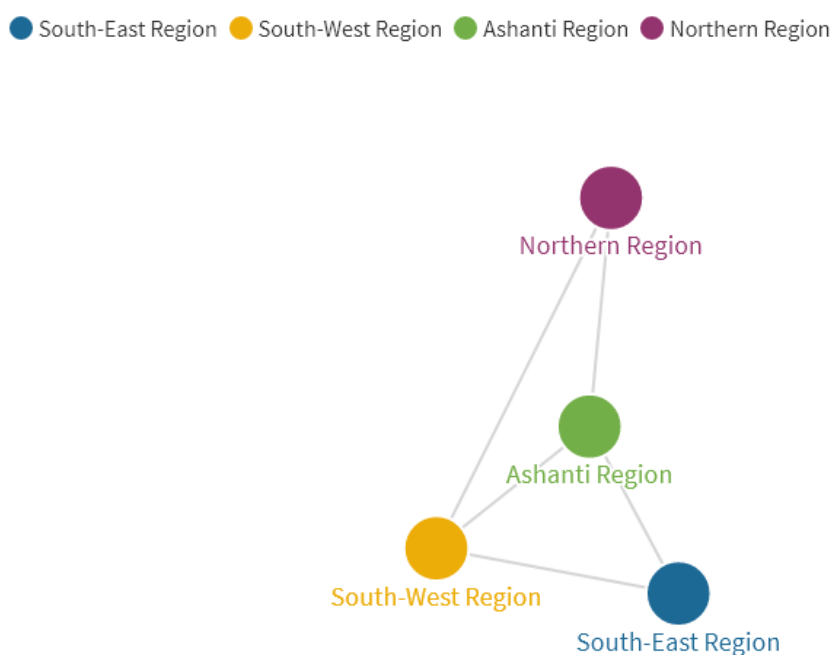 South-East Region South-West Region Ashanti Region Northern Region
Northern Region
Ashanti Region
South-West Region
South-East Region